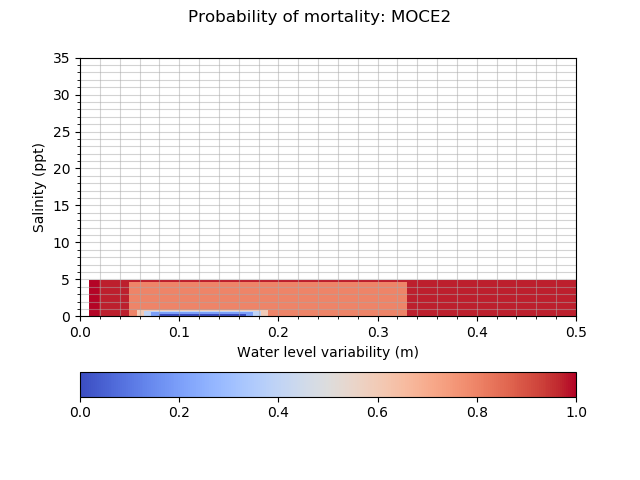 Probability of mortality: MOCE2
35
30
25
20
15
10
5
0
Salinity (ppt)
0.0 0.1 0.2 0.3 0.4 0.5
Water level variability (m)
0.0 0.2 0.4 0.6 0.8 1.0